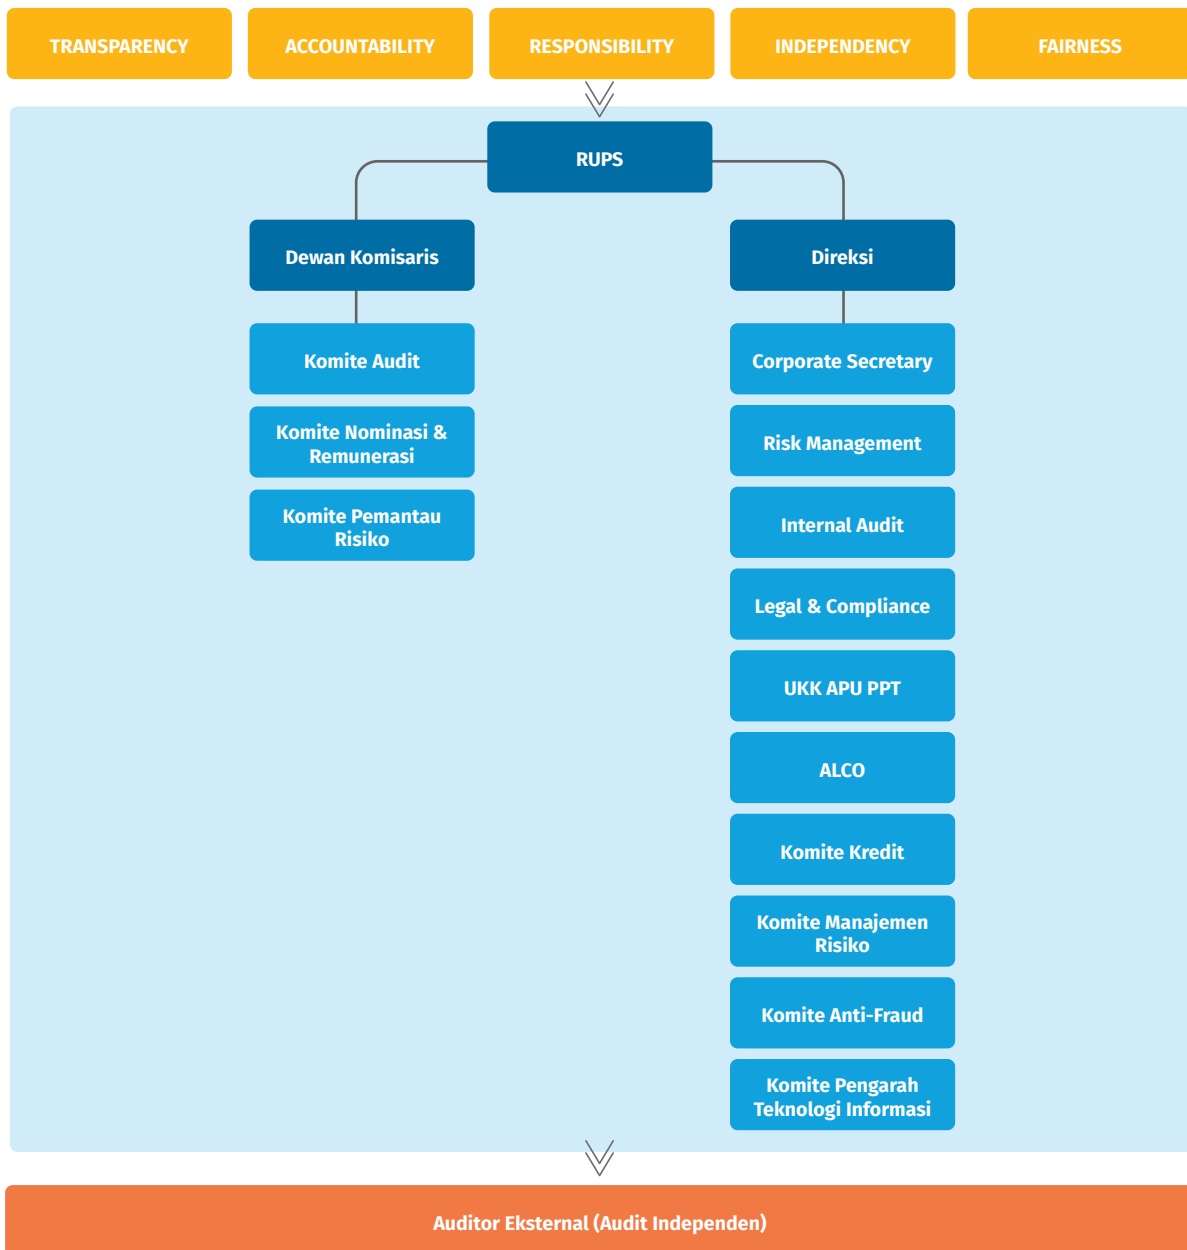 TRANSPARENCY
ACCOUNTABILITY
RESPONSIBILITY
INDEPENDENCY
FAIRNESS
RUPS
Dewan Komisaris
Direksi
Komite Audit
Komite Nominasi &
Remunerasi
Komite Pemantau
Risiko
Corporate Secretary
Risk Management
Internal Audit
Legal & Compliance
UKK APU PPT
ALCO
Komite Kredit
Komite Manajemen
Risiko
Komite Anti-Fraud
Komite Pengarah
Teknologi Informasi
Auditor Eksternal (Audit Independen)